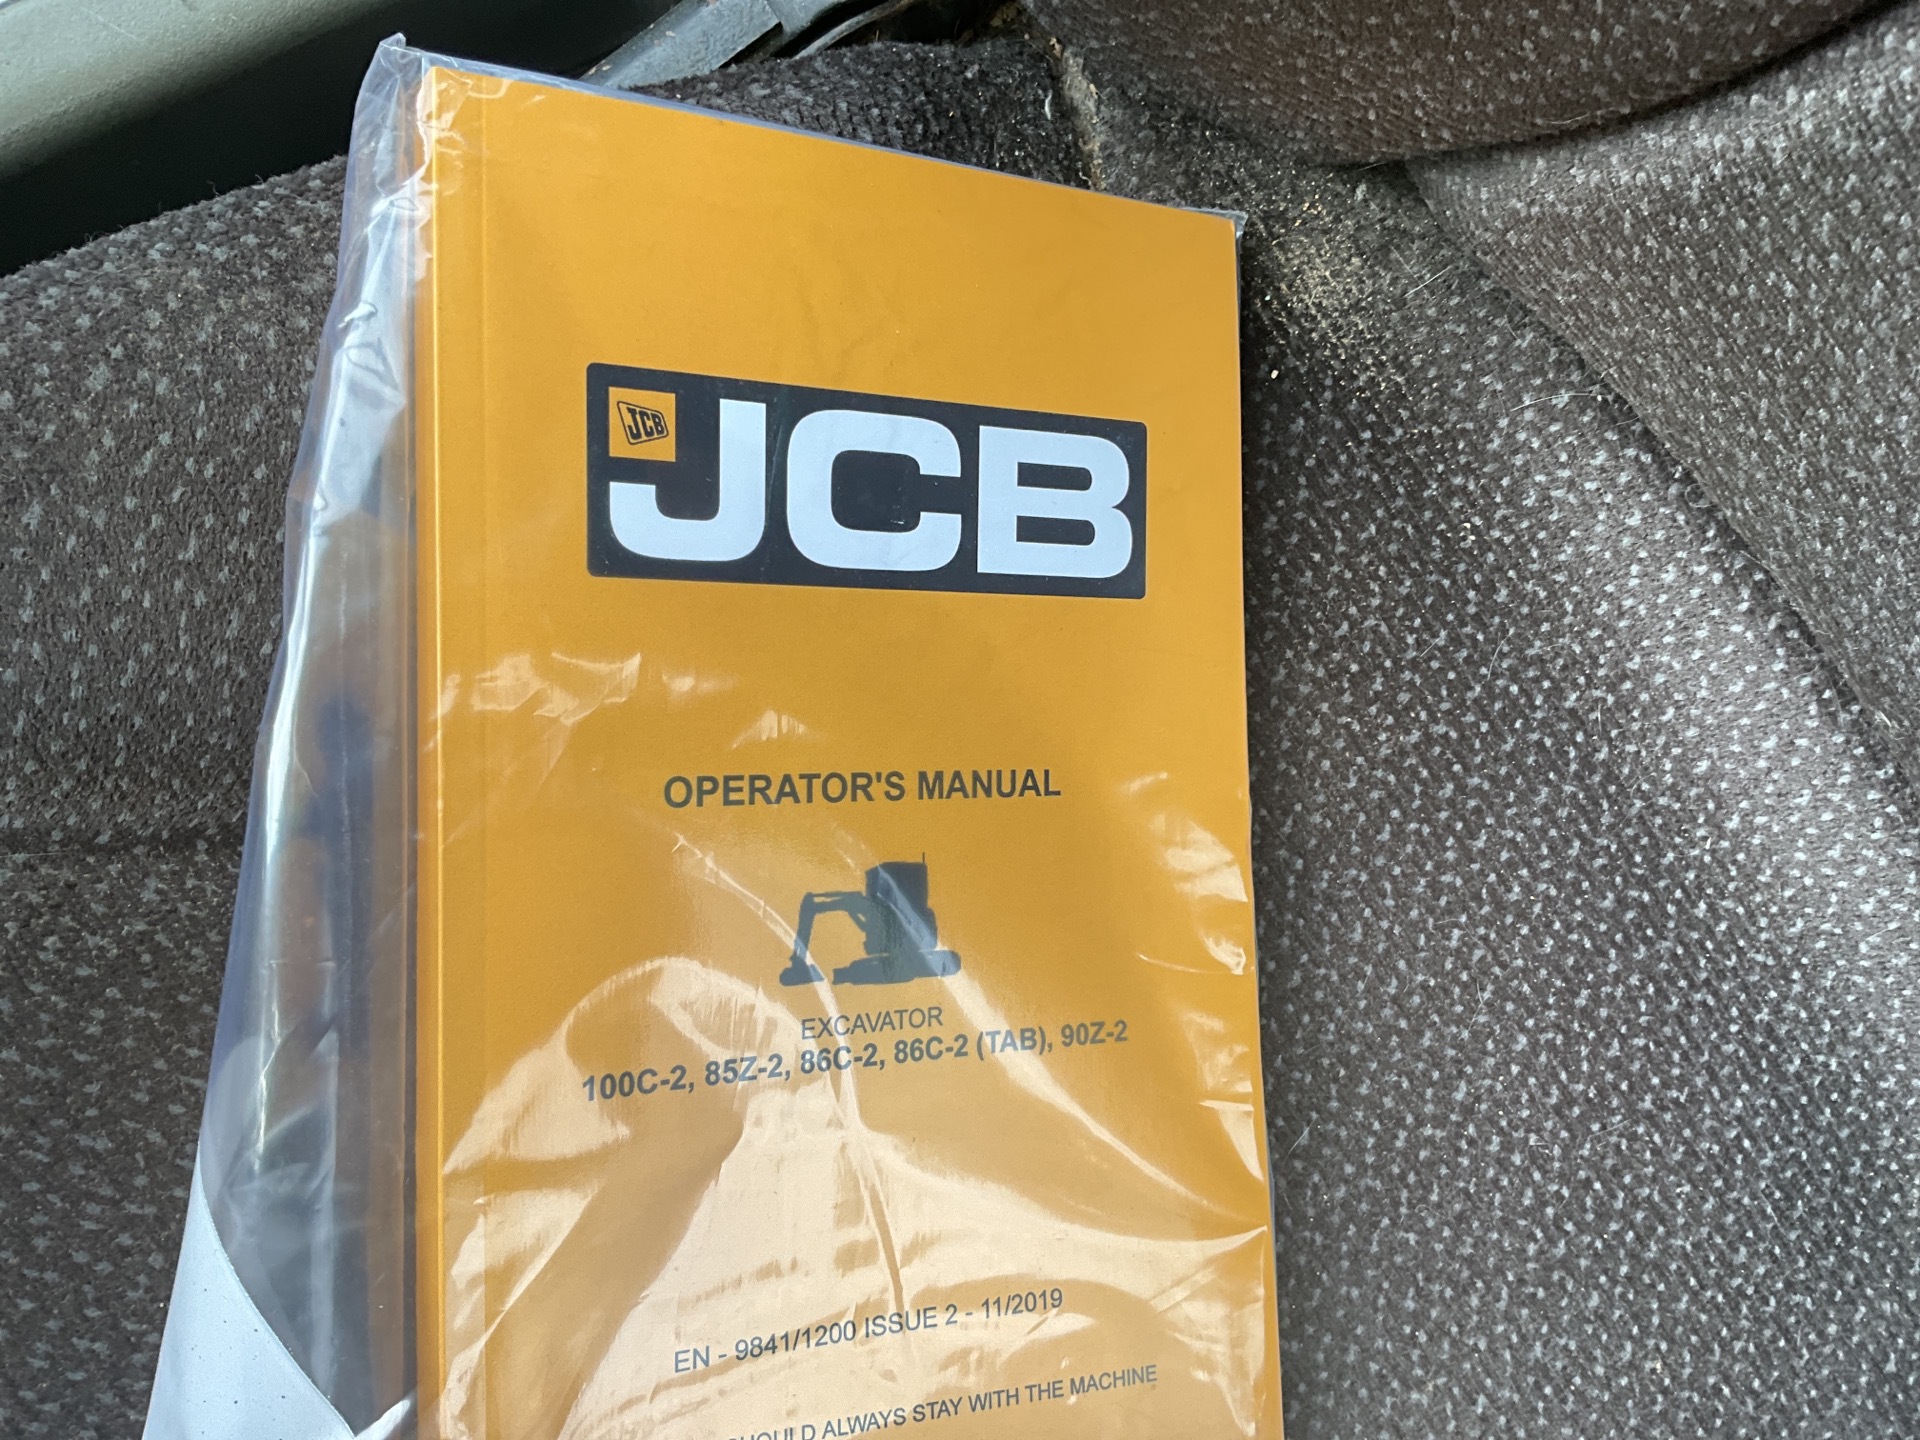 JCB
JCB
OPERATOR'S MANUAL
EXCAVATOR
100C-2, 85Z-2, 86C-2, 86C-2 (TAB), 90Z-2
EN - 9841/1200 ISSUE 2 - 11/2019
SHOULD ALWAYS STAY WITH THE MACHINE